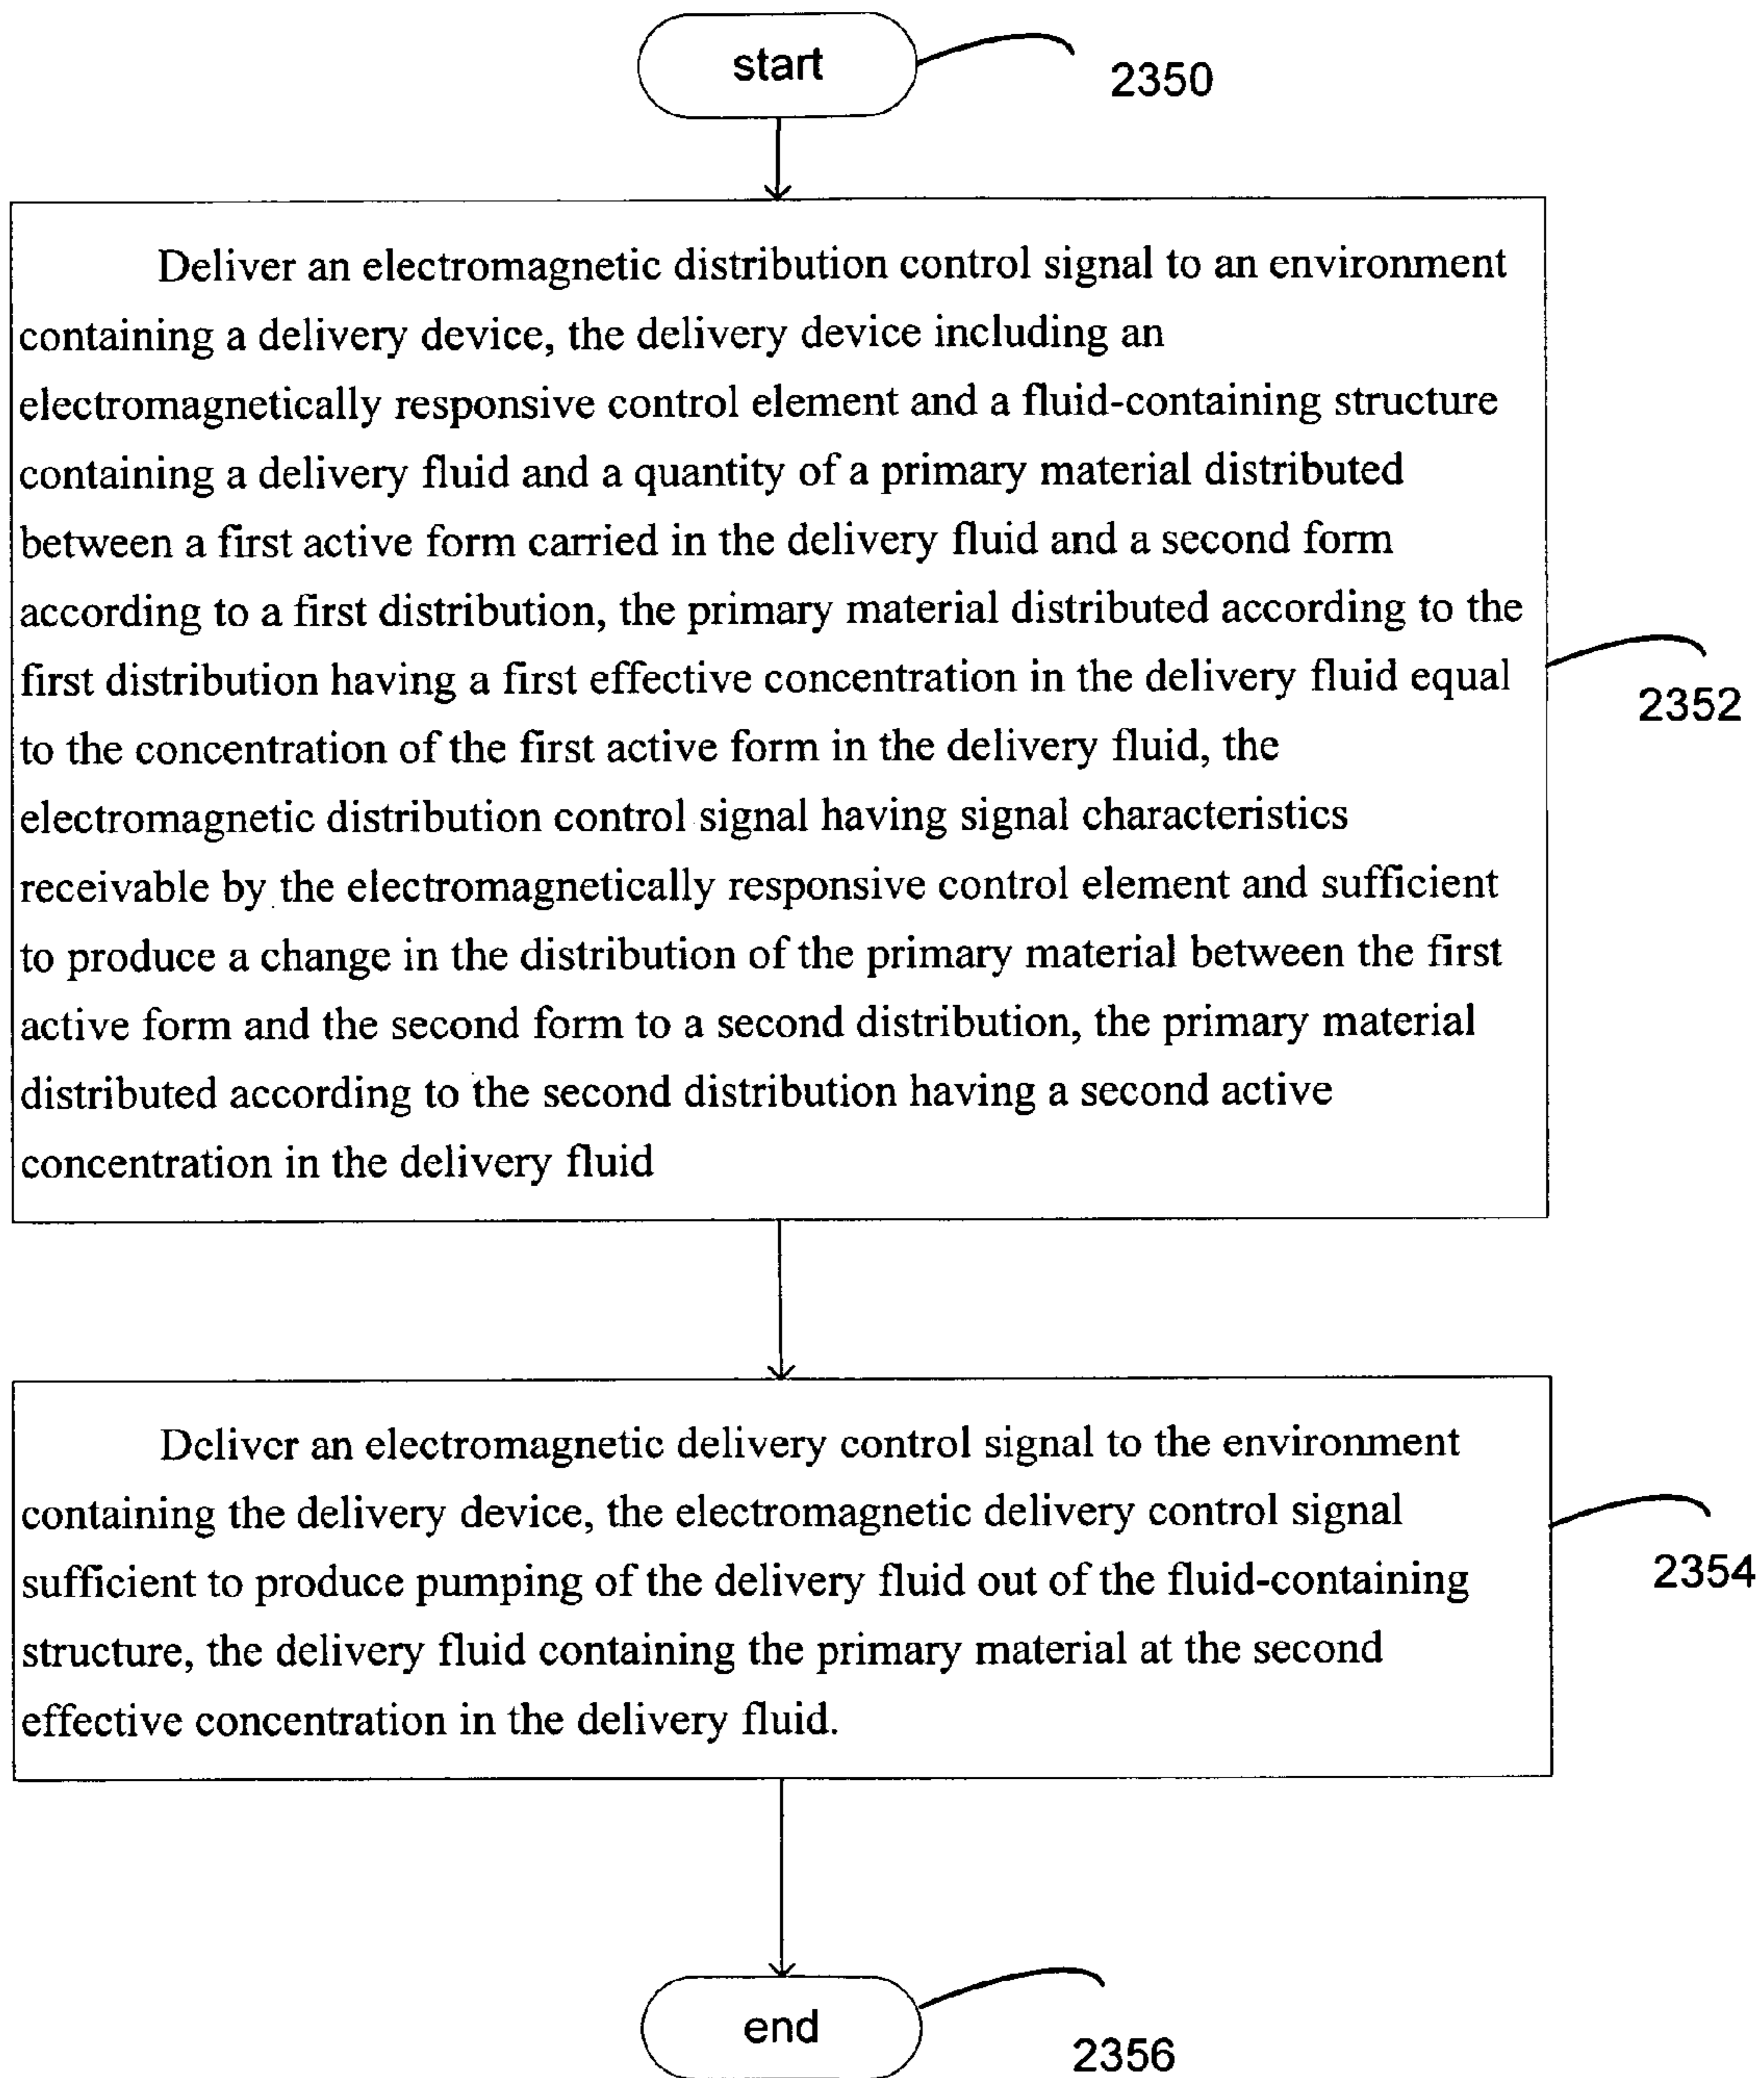 start
2350
Deliver an electromagnetic distribution control signal to an environment
containing a delivery device, the delivery device including an
electromagnetically responsive control element and a fluid-containing structure
containing a delivery fluid and a quantity of a primary material distributed
between a first active form carried in the delivery fluid and a second form
according to a first distribution, the primary material distributed according to the
first distribution having a first effective concentration in the delivery fluid equal
to the concentration of the first active form in the delivery fluid, the
electromagnetic distribution control signal having signal characteristics
receivable by the electromagnetically responsive control element and sufficient
to produce a change in the distribution of the primary material between the first
active form and the second form to a second distribution, the primary material
distributed according to the second distribution having a second active
concentration in the delivery fluid
2352
Deliver an electromagnetic delivery control signal to the environment
containing the delivery device, the electromagnetic delivery control signal
sufficient to produce pumping of the delivery fluid out of the fluid-containing
structure, the delivery fluid containing the primary material at the second
effective concentration in the delivery fluid.
2354
end
2356